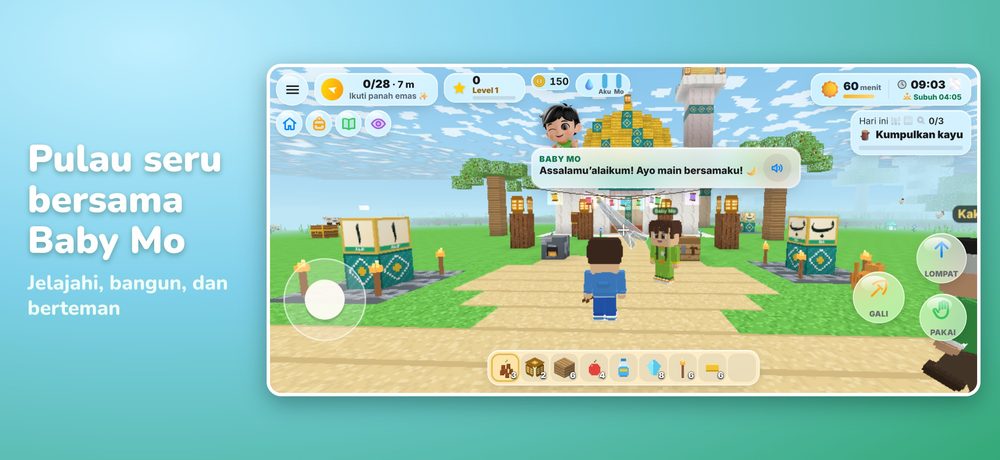 Pulau seru
bersama
Baby Mo
Jelajahi, bangun, dan
berteman
0/28 · 7 m
Ikuti panah emas
0
Level 1
150
Aku Mo
60 menit
09:03
Subuh 04:05
Hari ini
0/3
Kumpulkan kayu
BABY MO
Assalamu'alaikum! Ayo main bersamaku!
Baby Mo
ا
ا
ب
Kak
LOMPAT
GALI
PAKAI
3
2
6
4
8
6
6